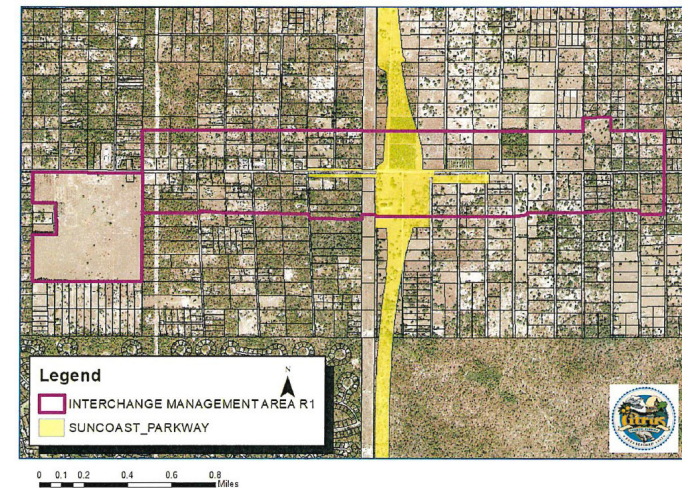 Legend
N
INTERCHANGE MANAGEMENT AREA R1
SUNCOAST_PARKWAY
Citrus
0 0.1 0.2 0.4 0.6 0.8
Miles